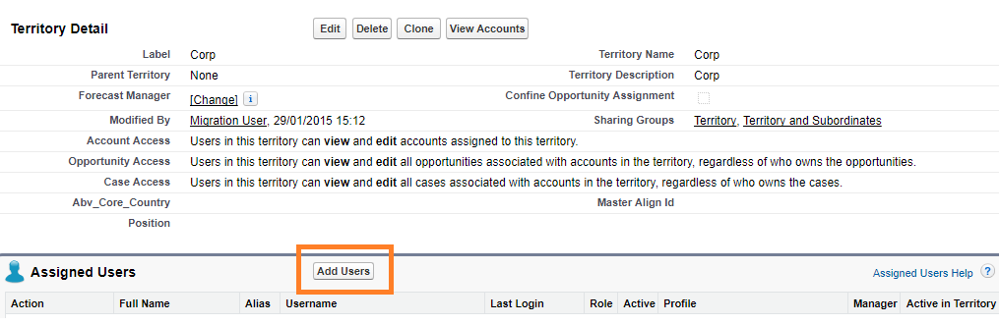 Territory Detail Edit Delete Clone View Accounts
Label Corp Territory Name Corp
Parent Territory None Territory Description Corp
Forecast Manager [Change] i Confine Opportunity Assignment
Modified By Migration User, 29/01/2015 15:12 Sharing Groups Territory, Territory and Subordinates
Account Access Users in this territory can view and edit accounts assigned to this territory.
Opportunity Access Users in this territory can view and edit all opportunities associated with accounts in the territory, regardless of who owns the opportunities.
Case Access Users in this territory can view and edit all cases associated with accounts in the territory, regardless of who owns the cases.
Abv_Core_Country Master Align Id
Position
Assigned Users Add Users Assigned Users Help ?
Action Full Name Alias Username Last Login Role Active Profile Manager Active in Territory